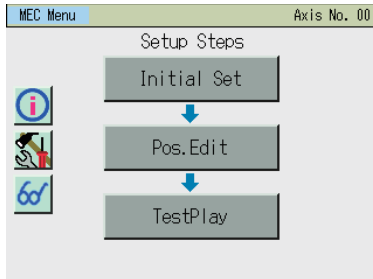 MEC Menu Axis No. 00
Setup Steps
Initial Set
Pos.Edit
TestPlay